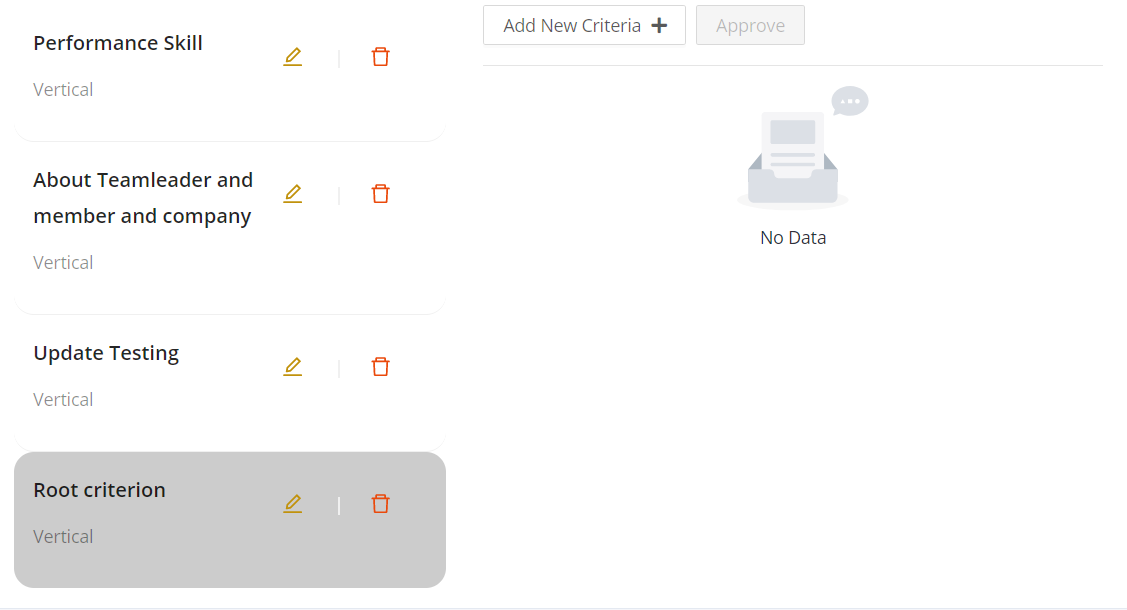 Performance Skill
Vertical
About Teamleader and
member and company
Vertical
Update Testing
Vertical
Root criterion
Vertical
Add New Criteria
Approve
No Data